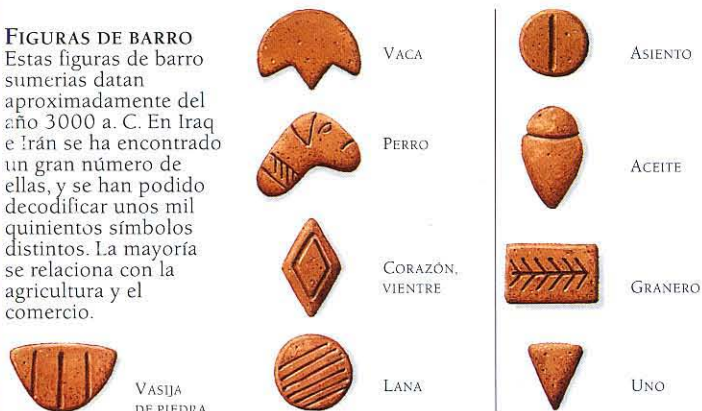 FIGURAS DE BARRO
Estas figuras de barro
sumerias datan
aproximadamente del
año 3000 a. C. En Iraq
e Irán se ha encontrado
un gran número de
ellas, y se han podido
decodificar unos mil
quinientos símbolos
distintos. La mayoría
se relaciona con la
agricultura y el
comercio.
VASIJA
DE PIEDRA
VACA
PERRO
CORAZÓN,
VIENTRE
LANA
ASIENTO
ACEITE
GRANERO
UNO